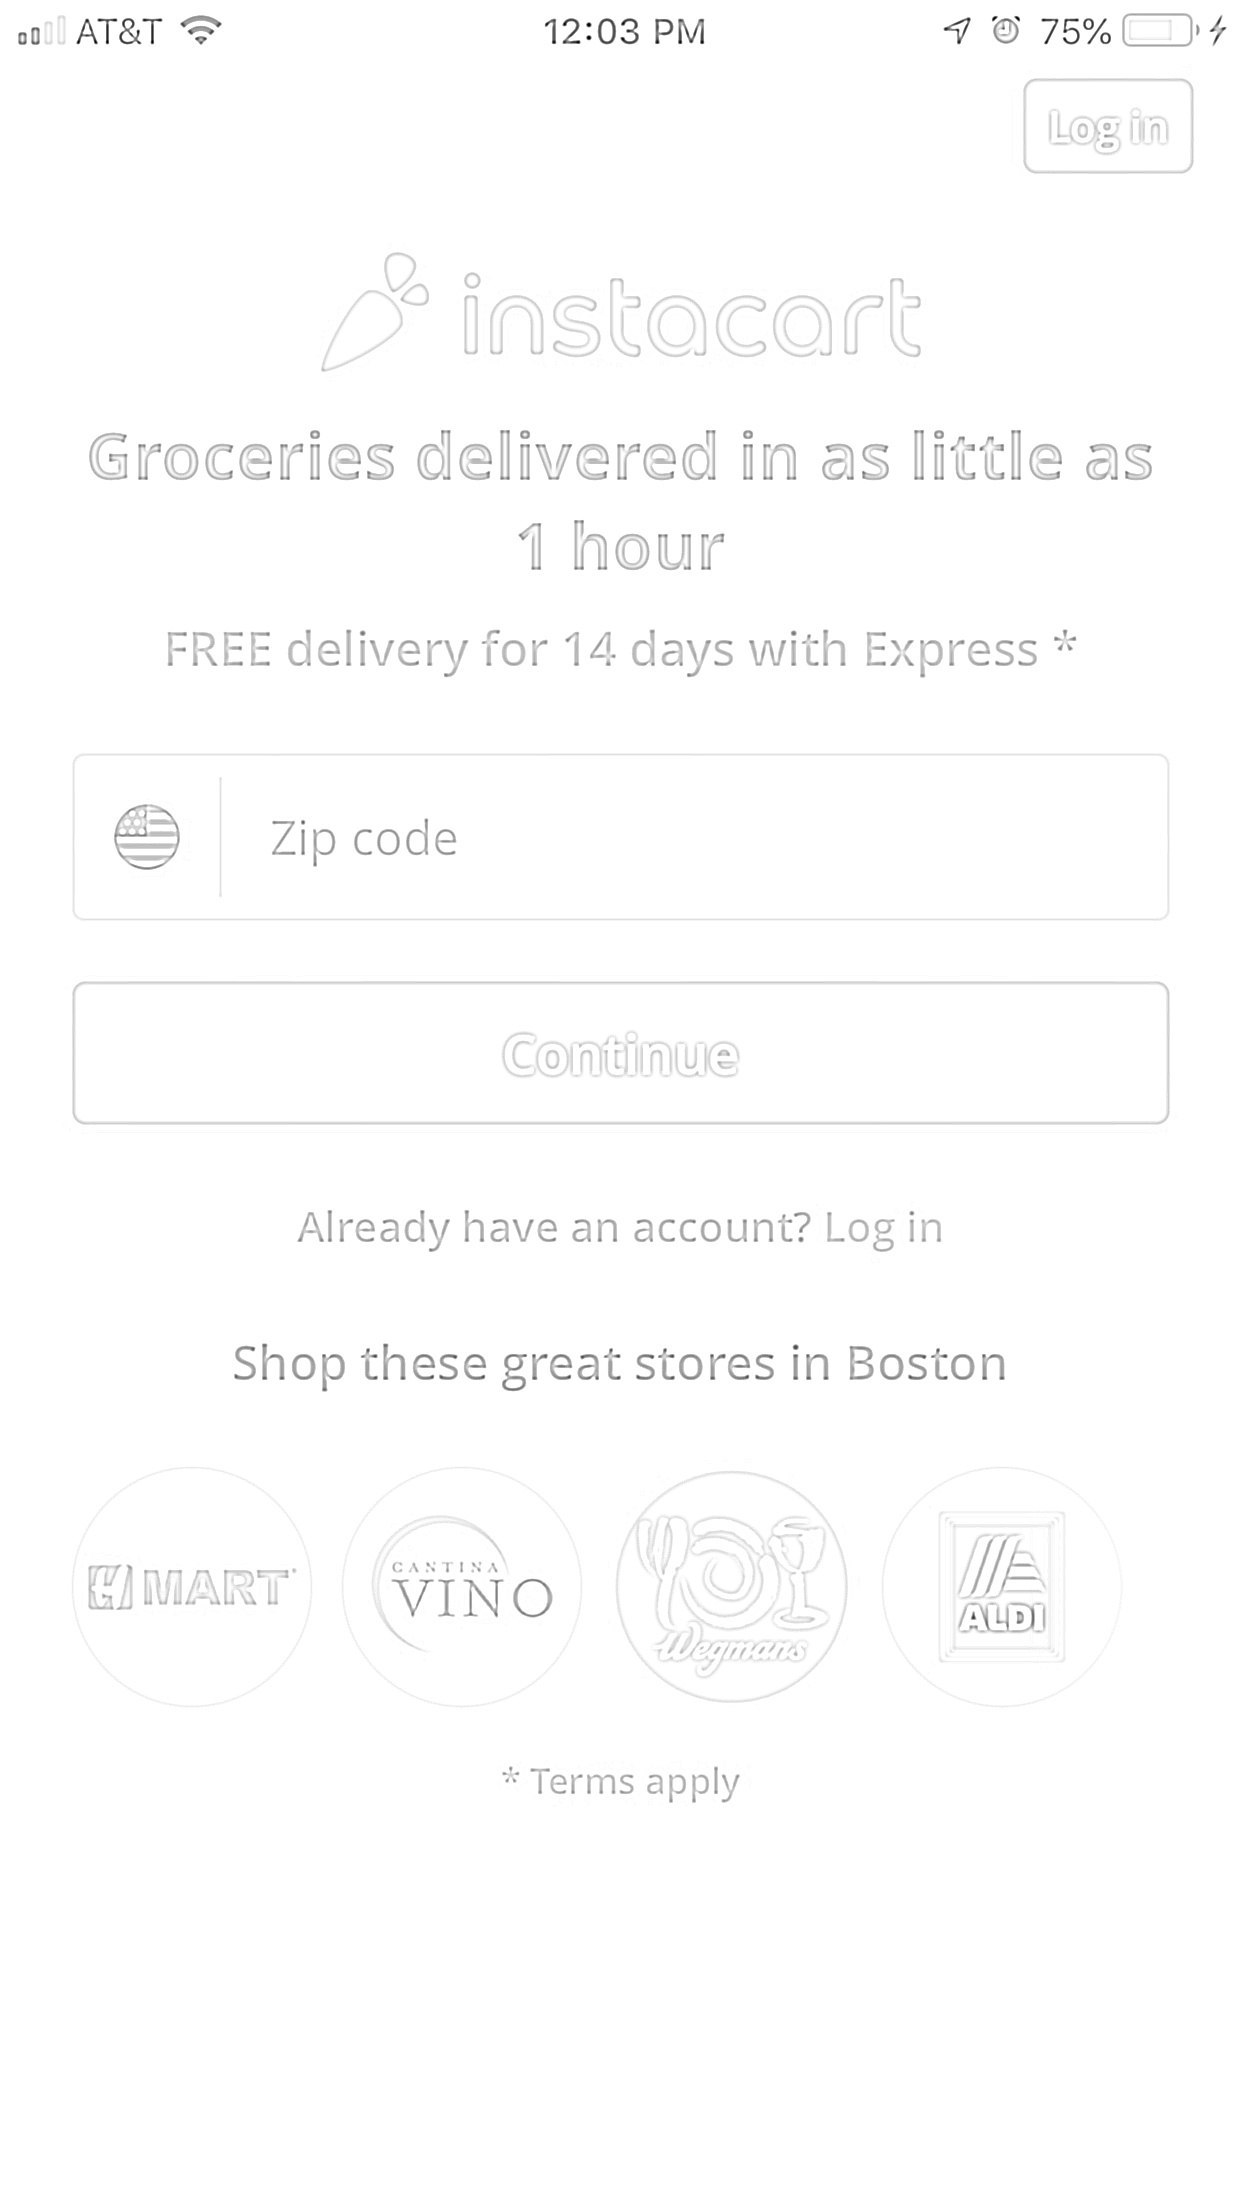 AT&T 12:03 PM 75%
Log in
instacart
Groceries delivered in as little as
1 hour
FREE delivery for 14 days with Express *
Zip code
Continue
Already have an account? Log in
Shop these great stores in Boston
H MART
CANTINA
VINO
Wegmans
ALDI
* Terms apply